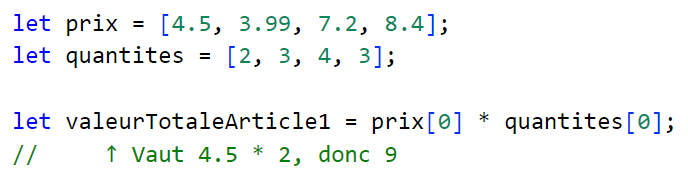 let prix = [4.5, 3.99, 7.2, 8.4];
let quantites = [2, 3, 4, 3];
let valeurTotaleArticle1 = prix[0] * quantites[0];
//     ↑ Vaut 4.5 * 2, donc 9